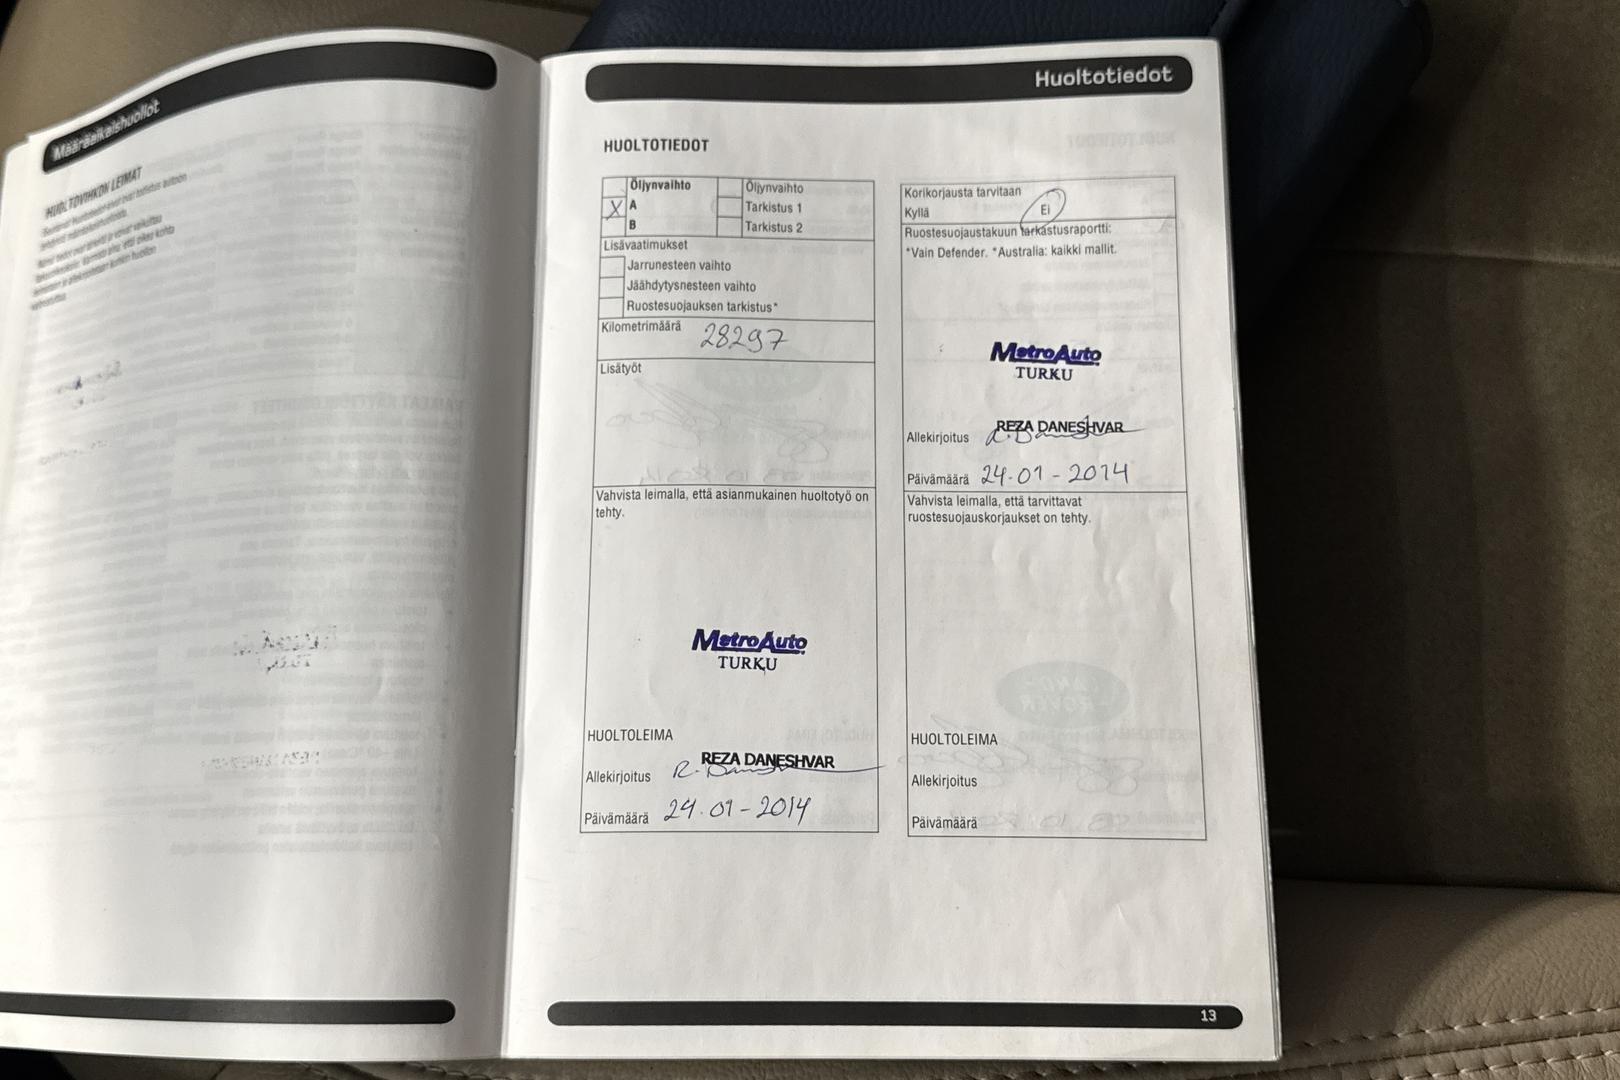 Määräaikaishuollot
HUOLTOVIHKON LEIMAT
Huoltotiedot
HUOLTOTIEDOT
Öljynvaihto
Öljynvaihto
X A
Tarkistus 1
B
Tarkistus 2
Lisävaatimukset
Jarrunesteen vaihto
Jäähdytysnesteen vaihto
Ruostesuojauksen tarkistus*
Kilometrimäärä 28297
Lisätyöt
Vahvista leimalla, että asianmukainen huoltotyö on
tehty.
MetroAuto
TURKU
HUOLTOLEIMA
REZA DANESHVAR
Allekirjoitus
Päivämäärä 24.01-2014
Korikorjausta tarvitaan
Kyllä Ei
Ruostesuojaustakuun tarkastusraportti:
*Vain Defender. *Australia: kaikki mallit.
MetroAuto
TURKU
REZA DANESHVAR
Allekirjoitus
Päivämäärä 24.01-2014
Vahvista leimalla, että tarvittavat
ruostesuojauskorjaukset on tehty.
HUOLTOLEIMA
Allekirjoitus
Päivämäärä
13